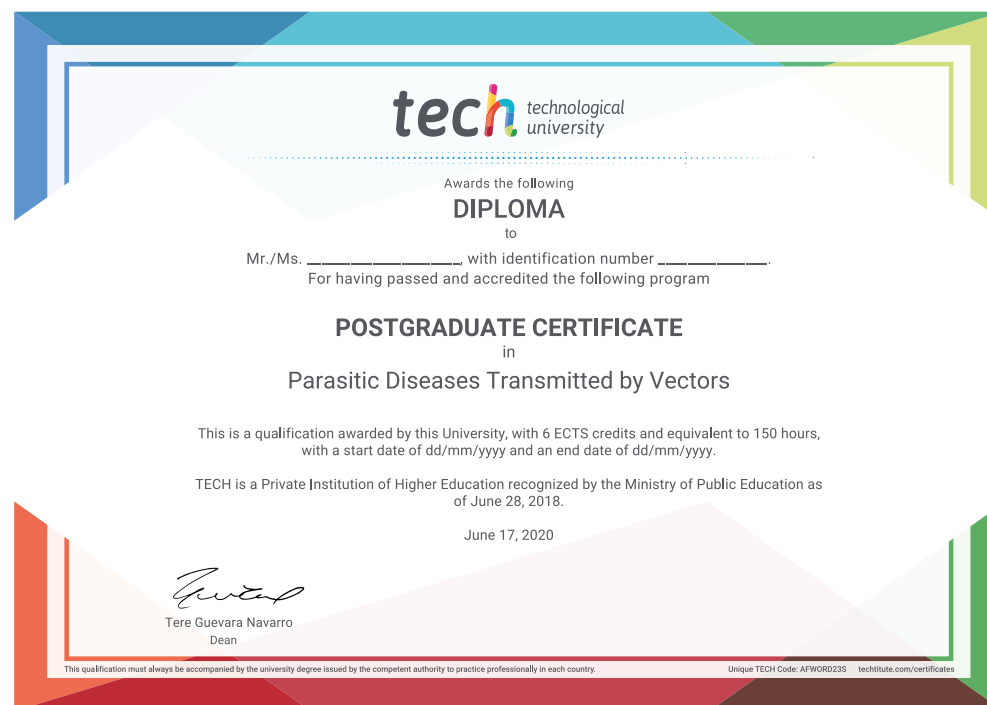 tech technological
university
Awards the following
DIPLOMA
to
Mr./Ms. ____________________, with identification number ______________.
For having passed and accredited the following program
POSTGRADUATE CERTIFICATE
in
Parasitic Diseases Transmitted by Vectors
This is a qualification awarded by this University, with 6 ECTS credits and equivalent to 150 hours,
with a start date of dd/mm/yyyy and an end date of dd/mm/yyyy.
TECH is a Private Institution of Higher Education recognized by the Ministry of Public Education as
of June 28, 2018.
June 17, 2020
Tere Guevara Navarro
Dean
This qualification must always be accompanied by the university degree issued by the competent authority to practice professionally in each country.
Unique TECH Code: AFWORD23S techtitute.com/certificates